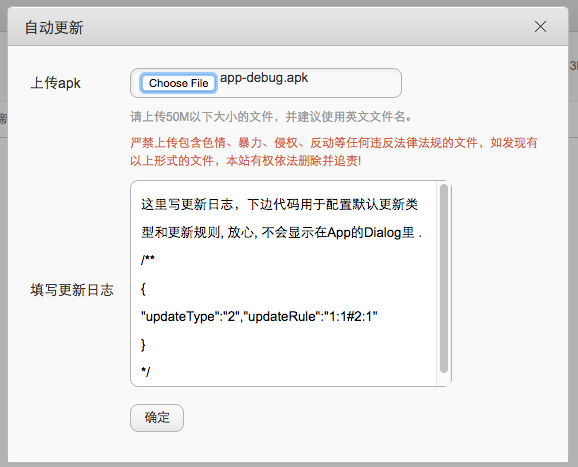 自动更新
上传apk
Choose File app-debug.apk
请上传50M以下大小的文件，并建议使用英文文件名。
严禁上传包含色情、暴力、侵权、反动等任何违反法律法规的文件，如发现有
以上形式的文件，本站有权依法删除并追责!
填写更新日志
这里写更新日志，下边代码用于配置默认更新类
型和更新规则, 放心, 不会显示在App的Dialog里 .
/**
{
"updateType":"2","updateRule":"1:1#2:1"
}
*/
确定